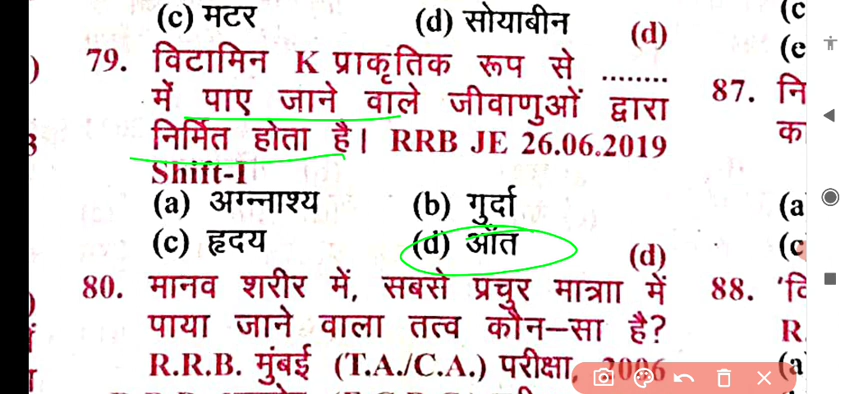 (c) मटर (d) सोयाबीन
(d)
79. विटामिन K प्राकृतिक रूप से ........
में पाए जाने वाले जीवाणुओं द्वारा
निर्मित होता है। RRB JE 26.06.2019
Shift-I
(a) अग्नाश्य (b) गुर्दा
(c) हृदय (d) आँत
(d)
80. मानव शरीर में, सबसे प्रचुर मात्राा में
पाया जाने वाला तत्व कौन–सा है?
R.R.B. मुंबई (T.A./C.A.) परीक्षा, 2006
(c
(e
87. नि
क
(a
(c
88. 'वि
R.
(a